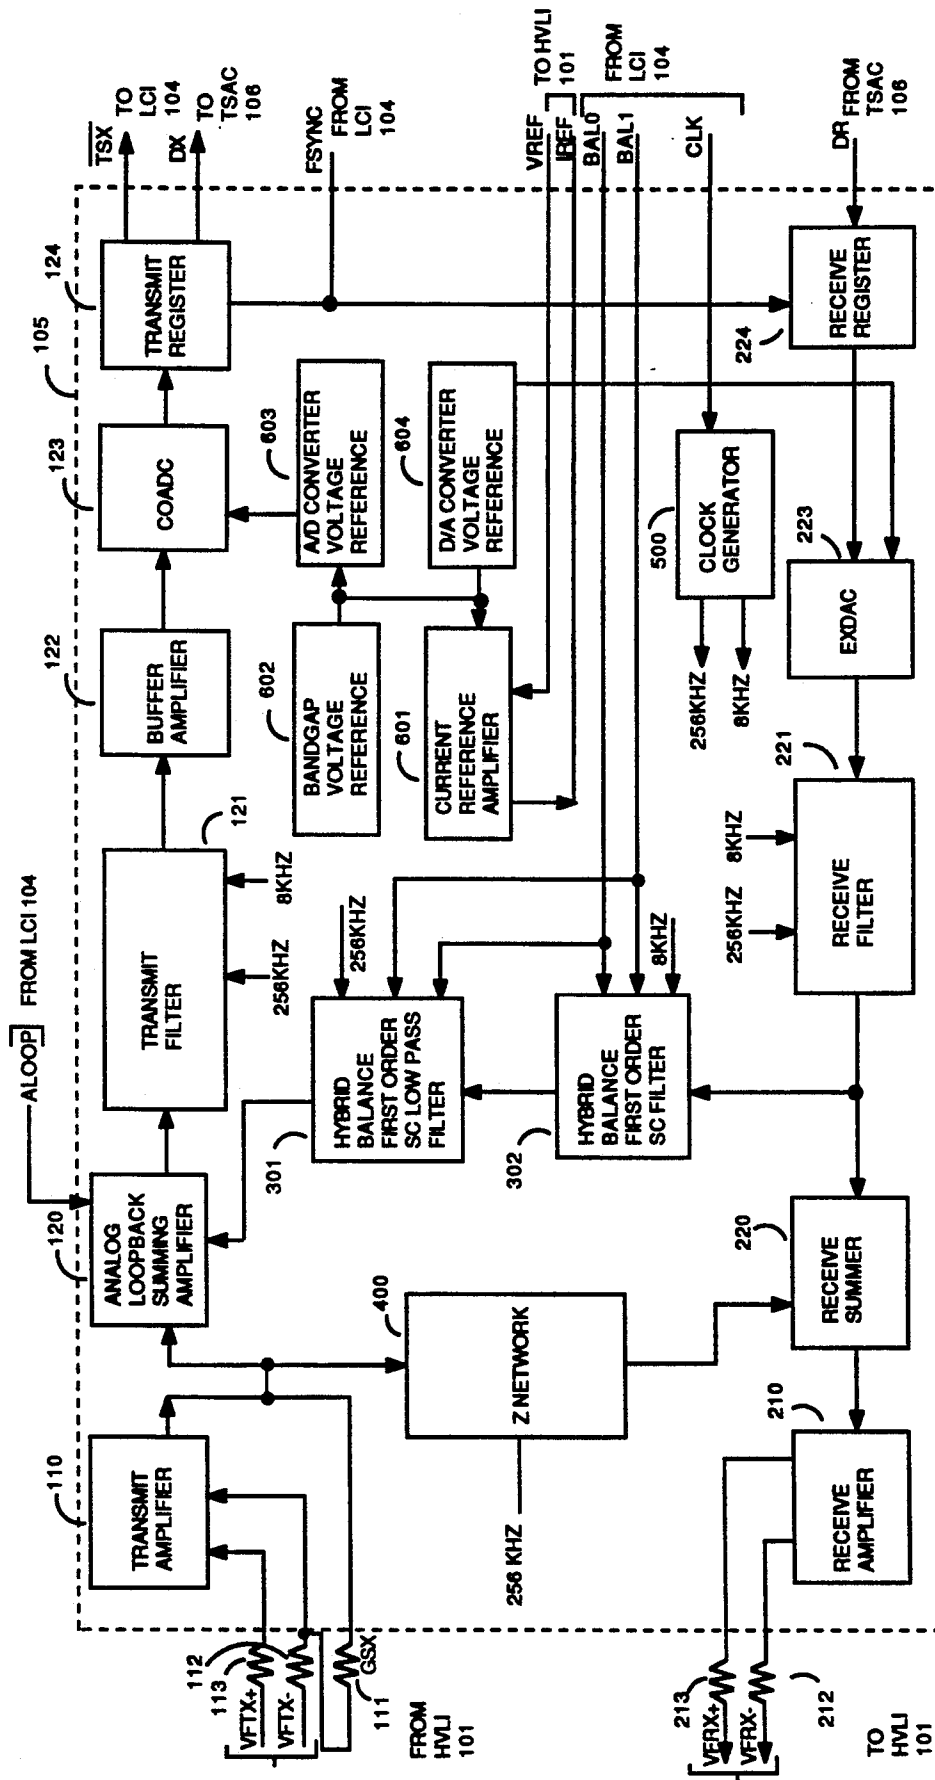 ALOOP FROM LCI 104
TSX
TO
LCI
104
DX
TO
TSAC
106
FSYNC
FROM
LCI
104
VREF
IREF
TO HVLI
101
BAL0
BAL1
FROM
LCI
104
CLK
DR
FROM
TSAC
106
105
110
TRANSMIT
AMPLIFIER
120
ANALOG
LOOPBACK
SUMMING
AMPLIFIER
TRANSMIT
FILTER
121
256KHZ
8KHZ
122
BUFFER
AMPLIFIER
123
COADC
124
TRANSMIT
REGISTER
112
113
VFTX+
VFTX-
GSX
111
FROM
HVLI
101
400
Z NETWORK
256 KHZ
301
HYBRID
BALANCE
FIRST ORDER
SC LOW PASS
FILTER
256KHZ
302
HYBRID
BALANCE
FIRST ORDER
SC FILTER
8KHZ
602
BANDGAP
VOLTAGE
REFERENCE
603
A/D CONVERTER
VOLTAGE
REFERENCE
601
CURRENT
REFERENCE
AMPLIFIER
604
D/A CONVERTER
VOLTAGE
REFERENCE
500
CLOCK
GENERATOR
256KHZ
8KHZ
213
VFRX+
VFRX-
212
TO
HVLI
101
210
RECEIVE
AMPLIFIER
220
RECEIVE
SUMMER
221
RECEIVE
FILTER
256KHZ
8KHZ
223
EXDAC
224
RECEIVE
REGISTER